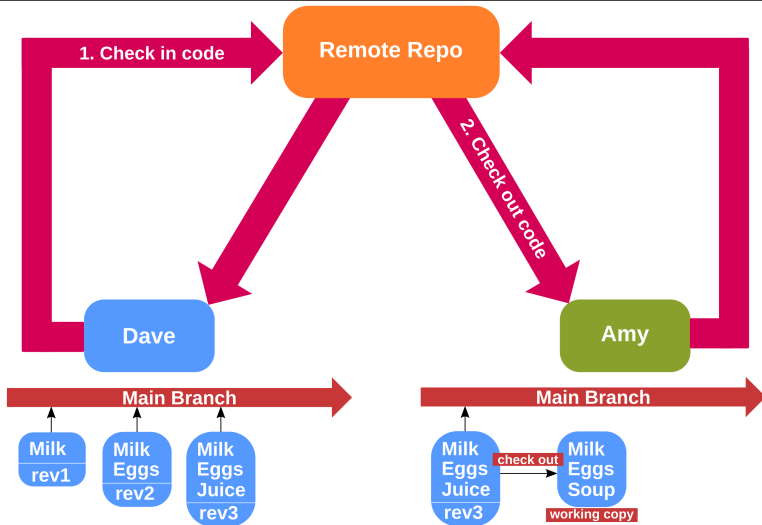 Remote Repo
1. Check in code
2. Check out code
Dave
Amy
Main Branch
Milk
rev1
Milk
Eggs
rev2
Milk
Eggs
Juice
rev3
Main Branch
Milk
Eggs
Juice
rev3
check out
Milk
Eggs
Soup
working copy